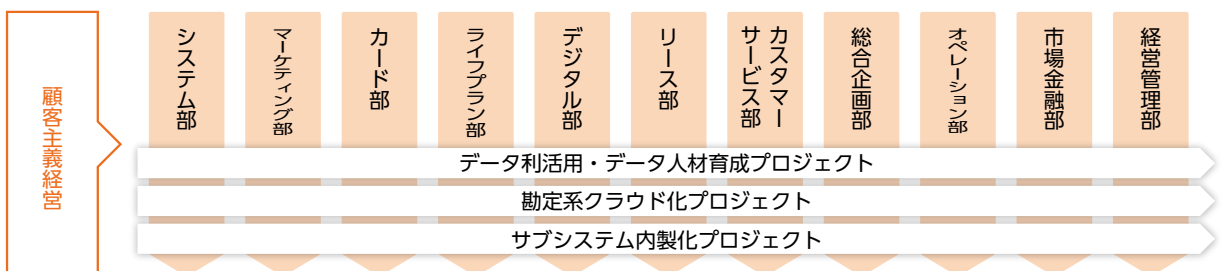 顧客主義経営
システム部
マーケティング部
カード部
ライフプラン部
デジタル部
リース部
カスタマー
サービス部
総合企画部
オペレーション部
市場金融部
経営管理部
データ利活用・データ人材育成プロジェクト
勘定系クラウド化プロジェクト
サブシステム内製化プロジェクト